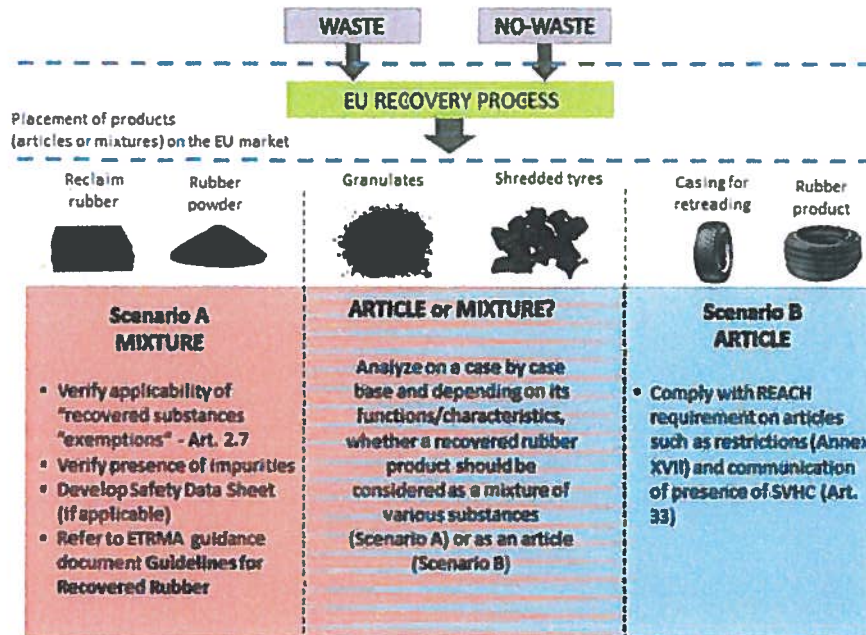 WASTE
NO-WASTE
EU RECOVERY PROCESS
Placement of products
(articles or mixtures) on the EU market
Reclaim
rubber
Rubber
powder
Granulates
Shredded tyres
Casing for
retreading
Rubber
product
Scenario A
MIXTURE
• Verify applicability of
"recovered substances
"exemptions" - Art. 2.7
• Verify presence of impurities
• Develop Safety Data Sheet
(if applicable)
• Refer to ETRMA guidance
document Guidelines for
Recovered Rubber
ARTICLE or MIXTURE?
Analyze on a case by case
base and depending on its
functions/characteristics,
whether a recovered rubber
product should be
considered as a mixture of
various substances
(Scenario A) or as an article
(Scenario B)
Scenario B
ARTICLE
• Comply with REACH
requirement on articles
such as restrictions (Annex
XVII) and communication
of presence of SVHC (Art.
33)